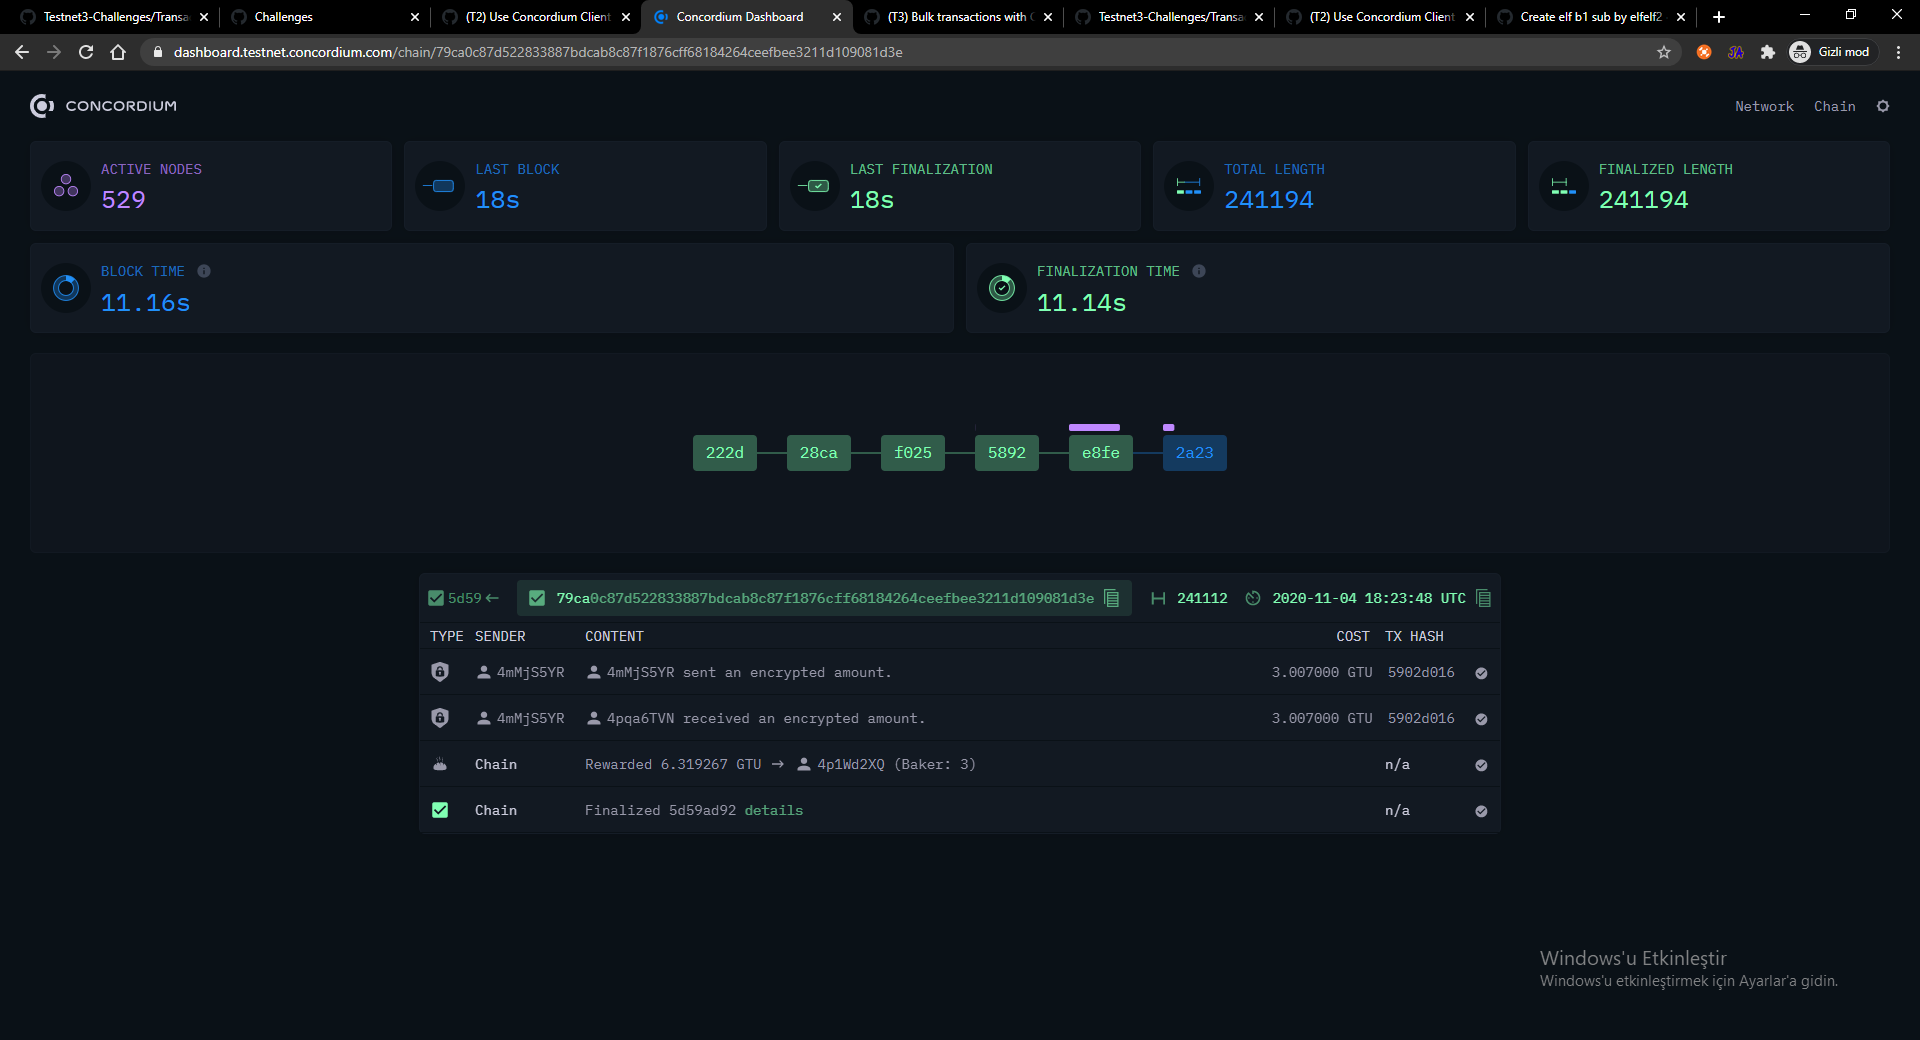 Testnet3-Challenges/Transa
Challenges
(T2) Use Concordium Client
Concordium Dashboard
(T3) Bulk transactions with
Testnet3-Challenges/Transa
(T2) Use Concordium Client
Create elf b1 sub by elfelf2
dashboard.testnet.concordium.com/chain/79ca0c87d522833887bdcab8c87f1876cff68184264ceefbee3211d109081d3e
Gizli mod
CONCORDIUM
Network
Chain
ACTIVE NODES
529
LAST BLOCK
18s
LAST FINALIZATION
18s
TOTAL LENGTH
241194
FINALIZED LENGTH
241194
BLOCK TIME
11.16s
FINALIZATION TIME
11.14s
222d
28ca
f025
5892
e8fe
2a23
5d59 ← 79ca0c87d522833887bdcab8c87f1876cff68184264ceefbee3211d109081d3e 241112 2020-11-04 18:23:48 UTC
TYPE SENDER CONTENT COST TX HASH
4mMjS5YR 4mMjS5YR sent an encrypted amount. 3.007000 GTU 5902d016
4mMjS5YR 4pqa6TVN received an encrypted amount. 3.007000 GTU 5902d016
Chain Rewarded 6.319267 GTU → 4p1Wd2XQ (Baker: 3) n/a
Chain Finalized 5d59ad92 details n/a
Windows'u Etkinleştir
Windows'u etkinleştirmek için Ayarlar'a gidin.